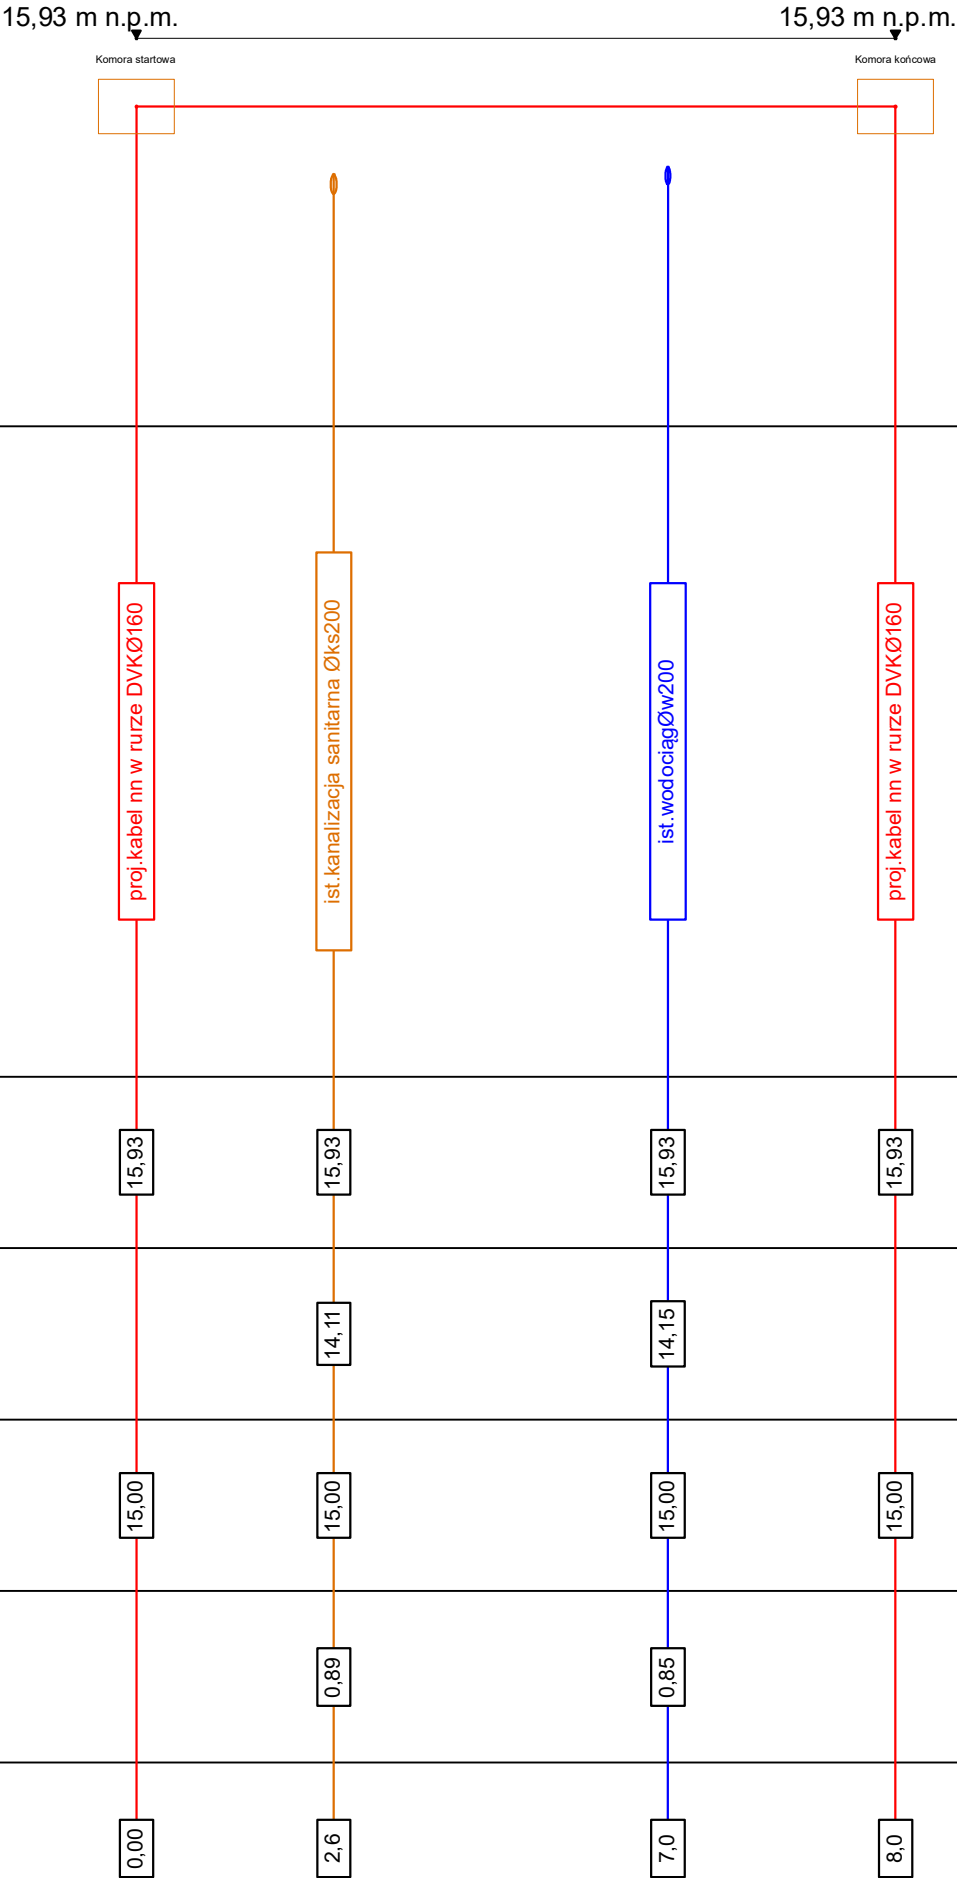 15,93 m n.p.m.
15,93 m n.p.m.
Komora startowa
Komora końcowa
proj.kabel nn w rurze DVKØ160
ist.kanalizacja sanitarna Øks200
ist.wodociągØw200
proj.kabel nn w rurze DVKØ160
15,93
15,93
15,93
15,93
14,11
14,15
15,00
15,00
15,00
15,00
0,89
0,85
0,00
2,6
7,0
8,0